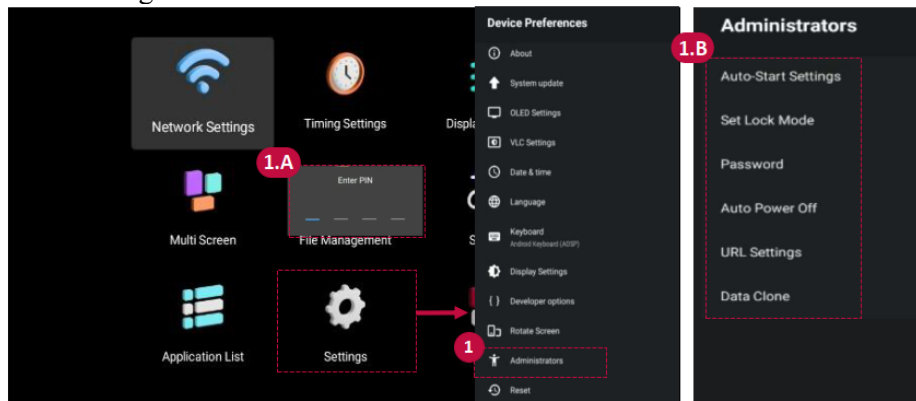 Network Settings
Timing Settings
Displa
1.A
Enter PIN
Multi Screen
File Management
S
Application List
Settings
Device Preferences
About
System update
OLED Settings
VLC Settings
Date & time
Language
Keyboard
Android Keyboard (AOSP)
Display Settings
{ } Developer options
Rotate Screen
1
Administrators
Reset
Administrators
1.B
Auto-Start Settings
Set Lock Mode
Password
Auto Power Off
URL Settings
Data Clone